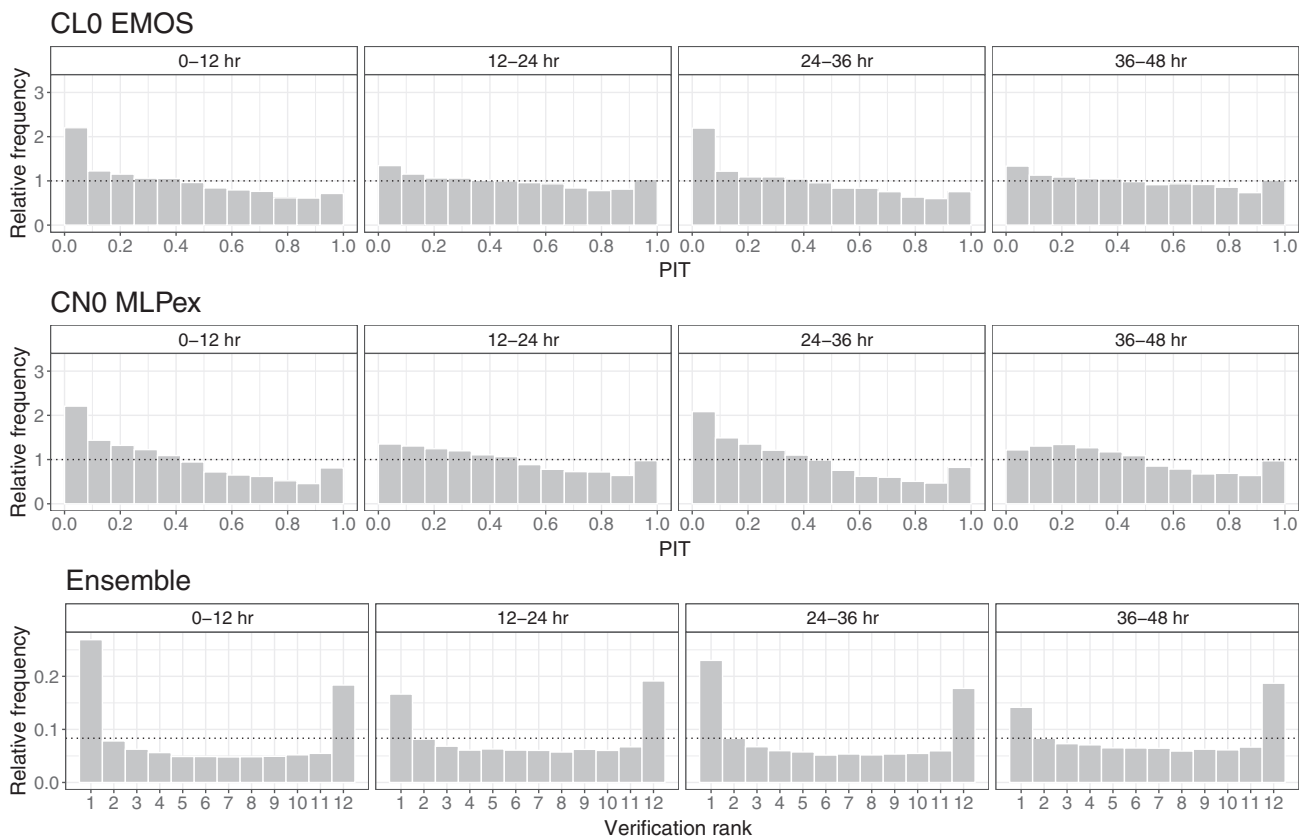 CL0 EMOS
0–12 hr 12–24 hr 24–36 hr 36–48 hr
Relative frequency
3
2
1
0
0.0 0.2 0.4 0.6 0.8 1.0 0.0 0.2 0.4 0.6 0.8 1.0 0.0 0.2 0.4 0.6 0.8 1.0 0.0 0.2 0.4 0.6 0.8 1.0
PIT
CN0 MLPex
0–12 hr 12–24 hr 24–36 hr 36–48 hr
Relative frequency
3
2
1
0
0.0 0.2 0.4 0.6 0.8 1.0 0.0 0.2 0.4 0.6 0.8 1.0 0.0 0.2 0.4 0.6 0.8 1.0 0.0 0.2 0.4 0.6 0.8 1.0
PIT
Ensemble
0–12 hr 12–24 hr 24–36 hr 36–48 hr
Relative frequency
0.2
0.1
0.0
1 2 3 4 5 6 7 8 9 10 11 12 1 2 3 4 5 6 7 8 9 10 11 12 1 2 3 4 5 6 7 8 9 10 11 12 1 2 3 4 5 6 7 8 9 10 11 12
Verification rank